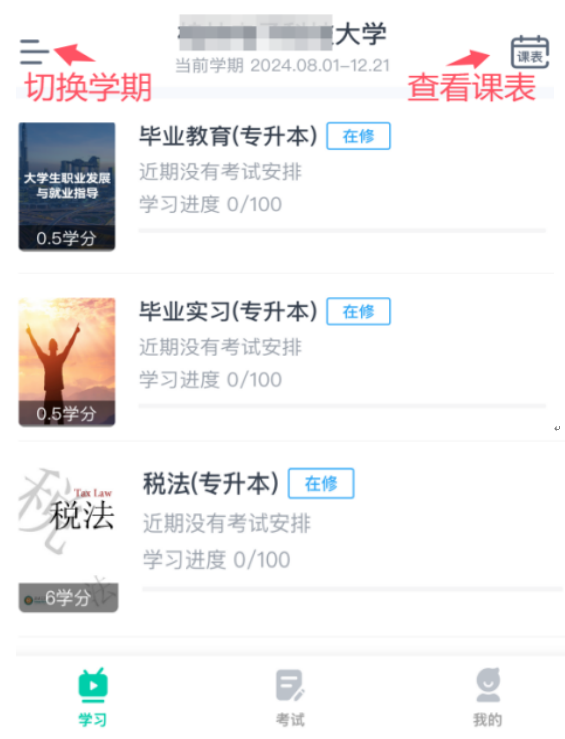 大学
课表
当前学期 2024.08.01-12.21
切换学期
查看课表
毕业教育(专升本) 在修
近期没有考试安排
大学生职业发展
与就业指导
学习进度 0/100
0.5学分
毕业实习(专升本) 在修
近期没有考试安排
学习进度 0/100
0.5学分
税法(专升本) 在修
Tax Law
税法
近期没有考试安排
学习进度 0/100
6学分
学习
考试
我的